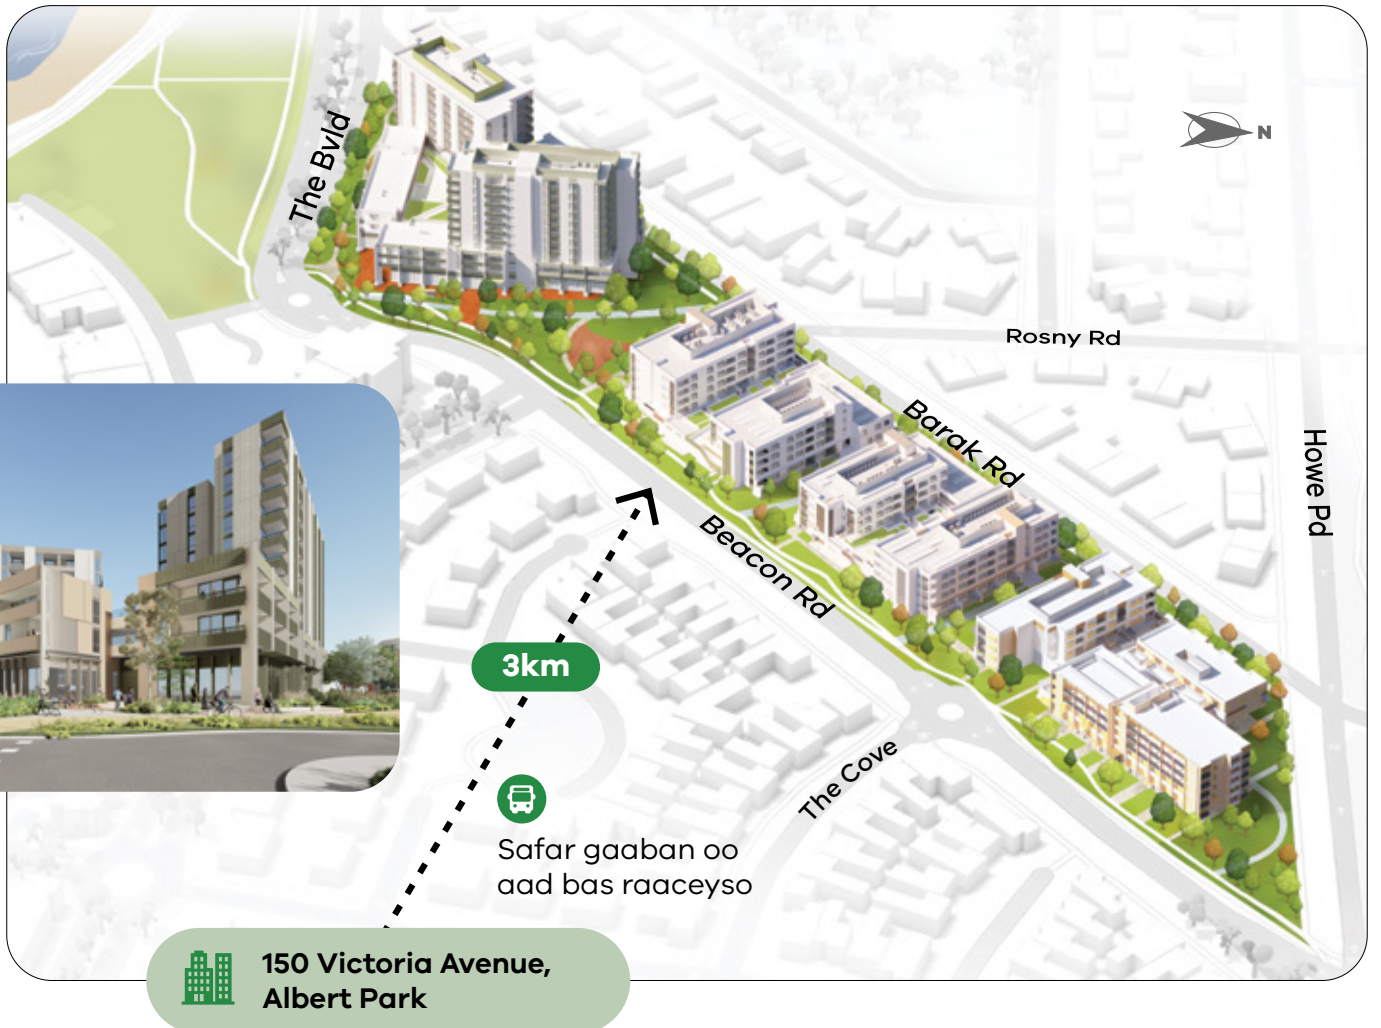 The Bvld
N
Rosny Rd
Barak Rd
Howe Pd
Beacon Rd
3km
The Cove
Safar gaaban oo
aad bas raaceyso
150 Victoria Avenue,
Albert Park